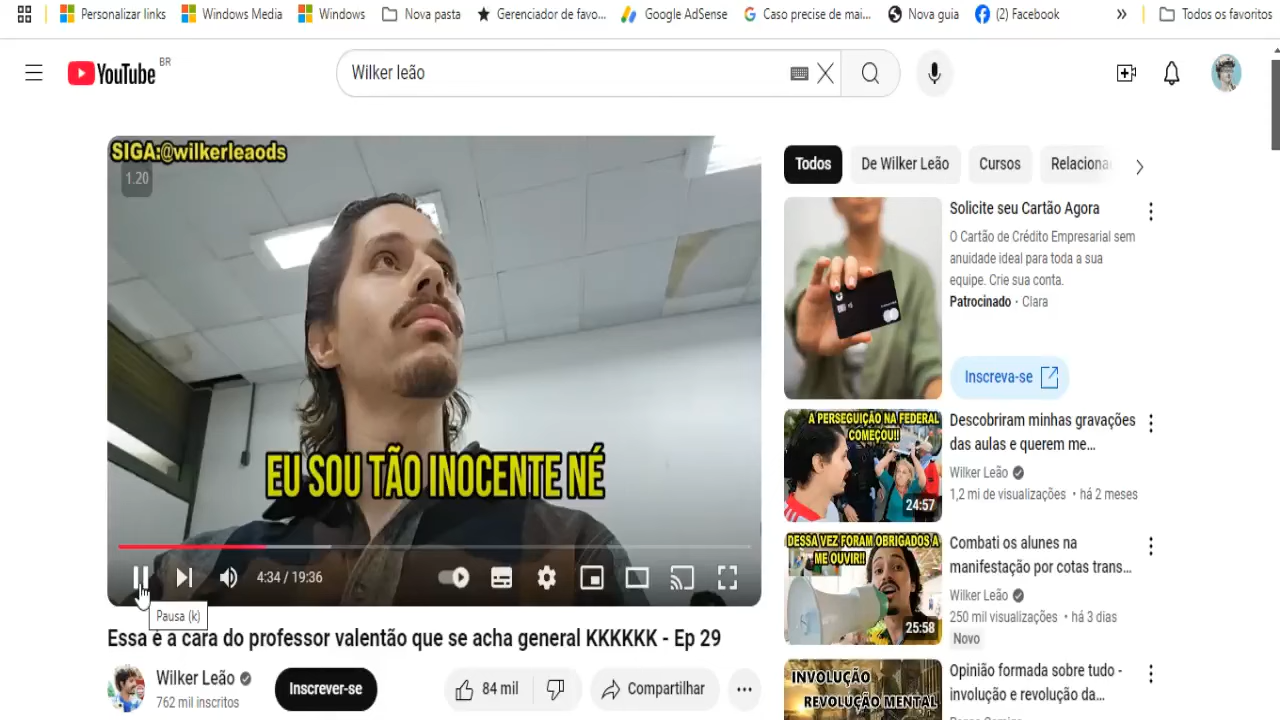 Personalizar links
Windows Media
Windows
Nova pasta
Gerenciador de favo...
Google AdSense
Caso precise de mai...
Nova guia
(2) Facebook
Todos os favoritos
YouTube BR
Wilker leão
SIGA:@wilkerleaods
1.20
EU SOU TÃO INOCENTE NÉ
4:34 / 19:36
Pausa (k)
Essa é a cara do professor valentão que se acha general KKKKKK - Ep 29
Wilker Leão
762 mil inscritos
Inscrever-se
84 mil
Compartilhar
Todos
De Wilker Leão
Cursos
Relaciona
Solicite seu Cartão Agora
O Cartão de Crédito Empresarial sem
anuidade ideal para toda a sua
equipe. Crie sua conta.
Patrocinado · Clara
Inscreva-se
A PERSEGUIÇÃO NA FEDERAL
COMEÇOU!!
24:57
Descobriram minhas gravações
das aulas e querem me...
Wilker Leão
1,2 mi de visualizações · há 2 meses
DESSA VEZ FORAM OBRIGADOS A
ME OUVIR!!
25:58
Combati os alunes na
manifestação por cotas trans...
Wilker Leão
250 mil visualizações · há 3 dias
Novo
INVOLUÇÃO
REVOLUÇÃO MENTAL
Opinião formada sobre tudo -
involução e revolução da...